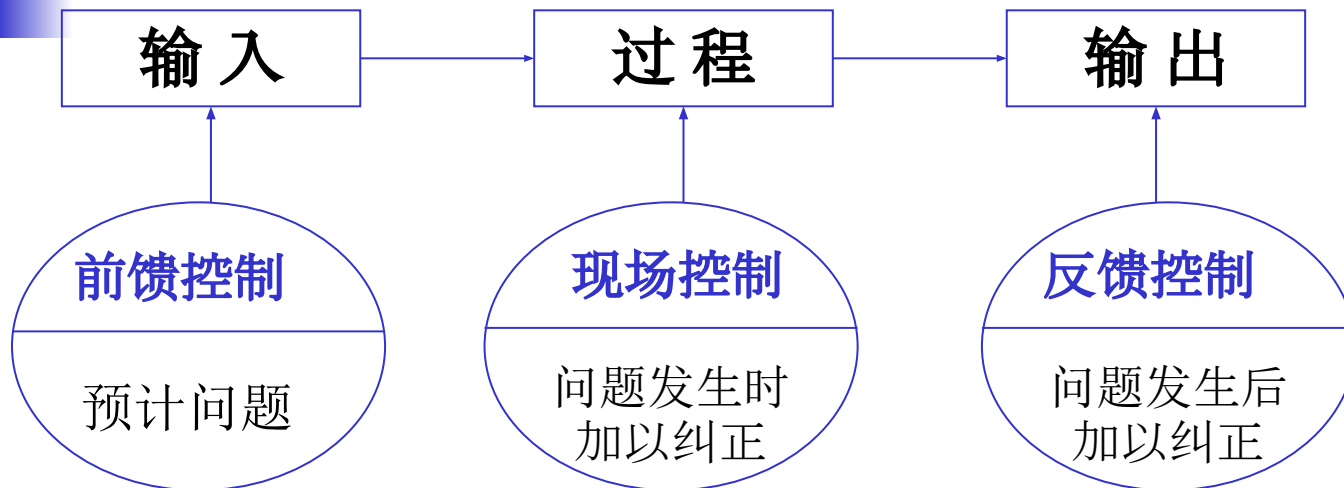 输入
过程
输出
前馈控制
现场控制
反馈控制
预计问题
问题发生时
加以纠正
问题发生后
加以纠正